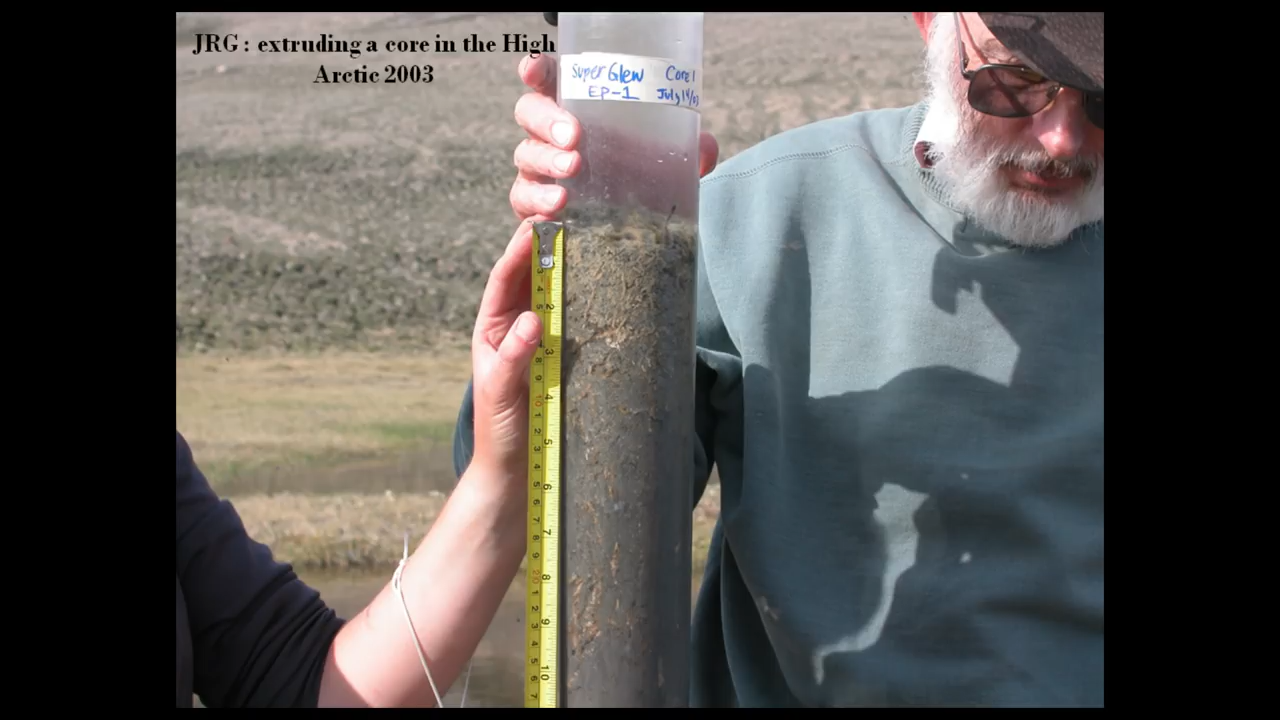 JRG : extruding a core in the High
Arctic 2003
Super Glew Core 1
EP-1 July 14/03